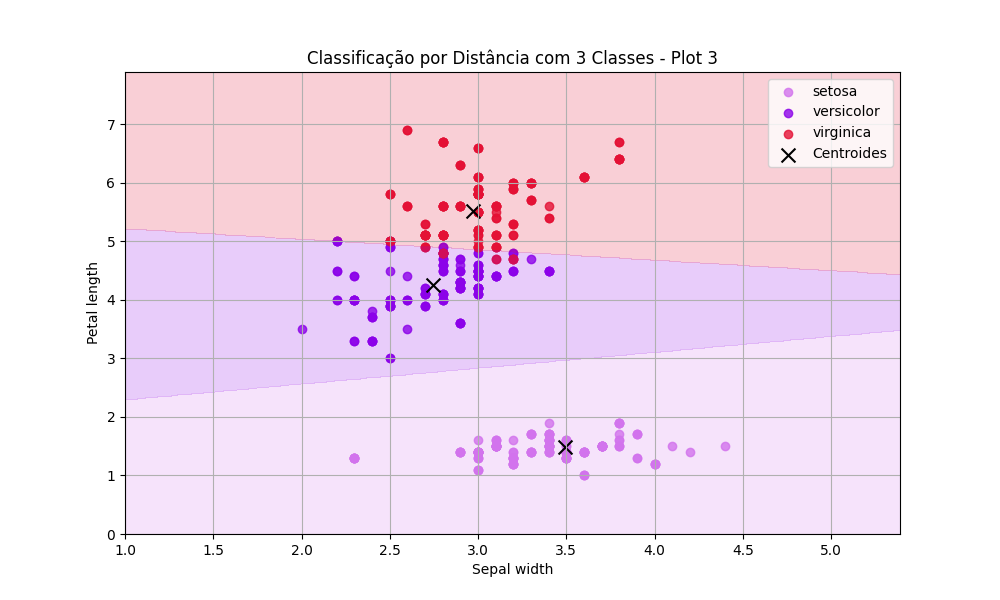 Classificação por Distância com 3 Classes - Plot 3
setosa
versicolor
virginica
Centroides
Petal length
7
6
5
4
3
2
1
0
1.0 1.5 2.0 2.5 3.0 3.5 4.0 4.5 5.0
Sepal width